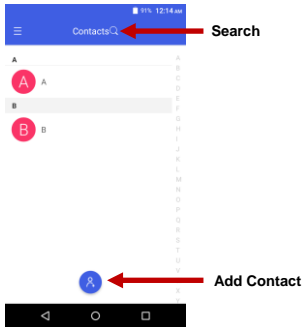 91% 12:14 AM
Contacts
Search
A
A A
B
B B
A
B
C
D
E
F
G
H
I
J
K
L
M
N
O
P
Q
R
S
T
U
V
X
Add Contact